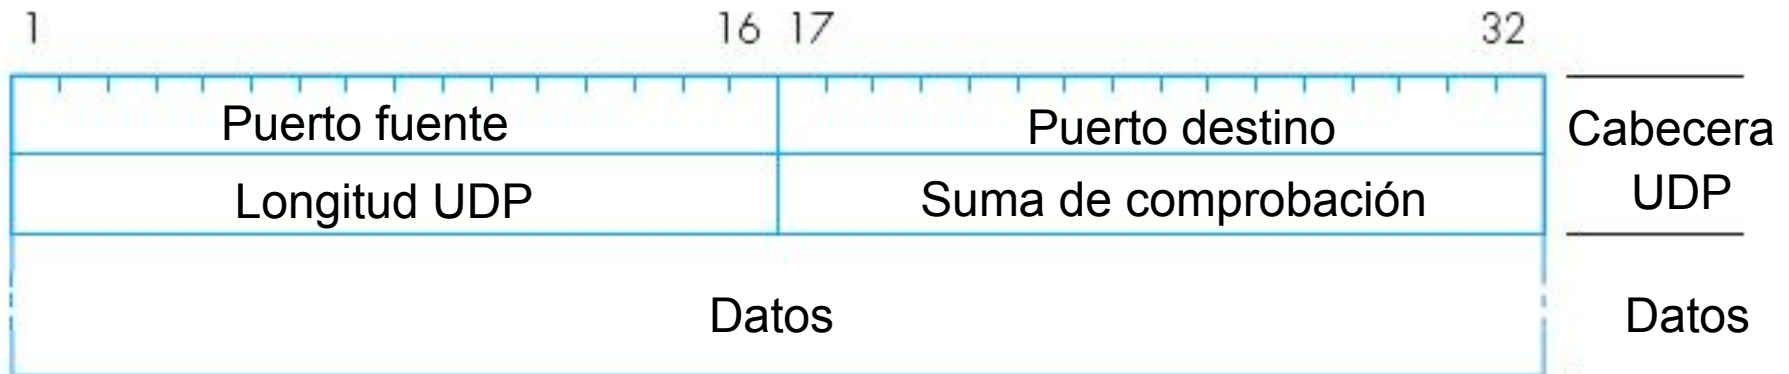 1 16 17 32
Puerto fuente Puerto destino Cabecera
Longitud UDP Suma de comprobación UDP
Datos Datos